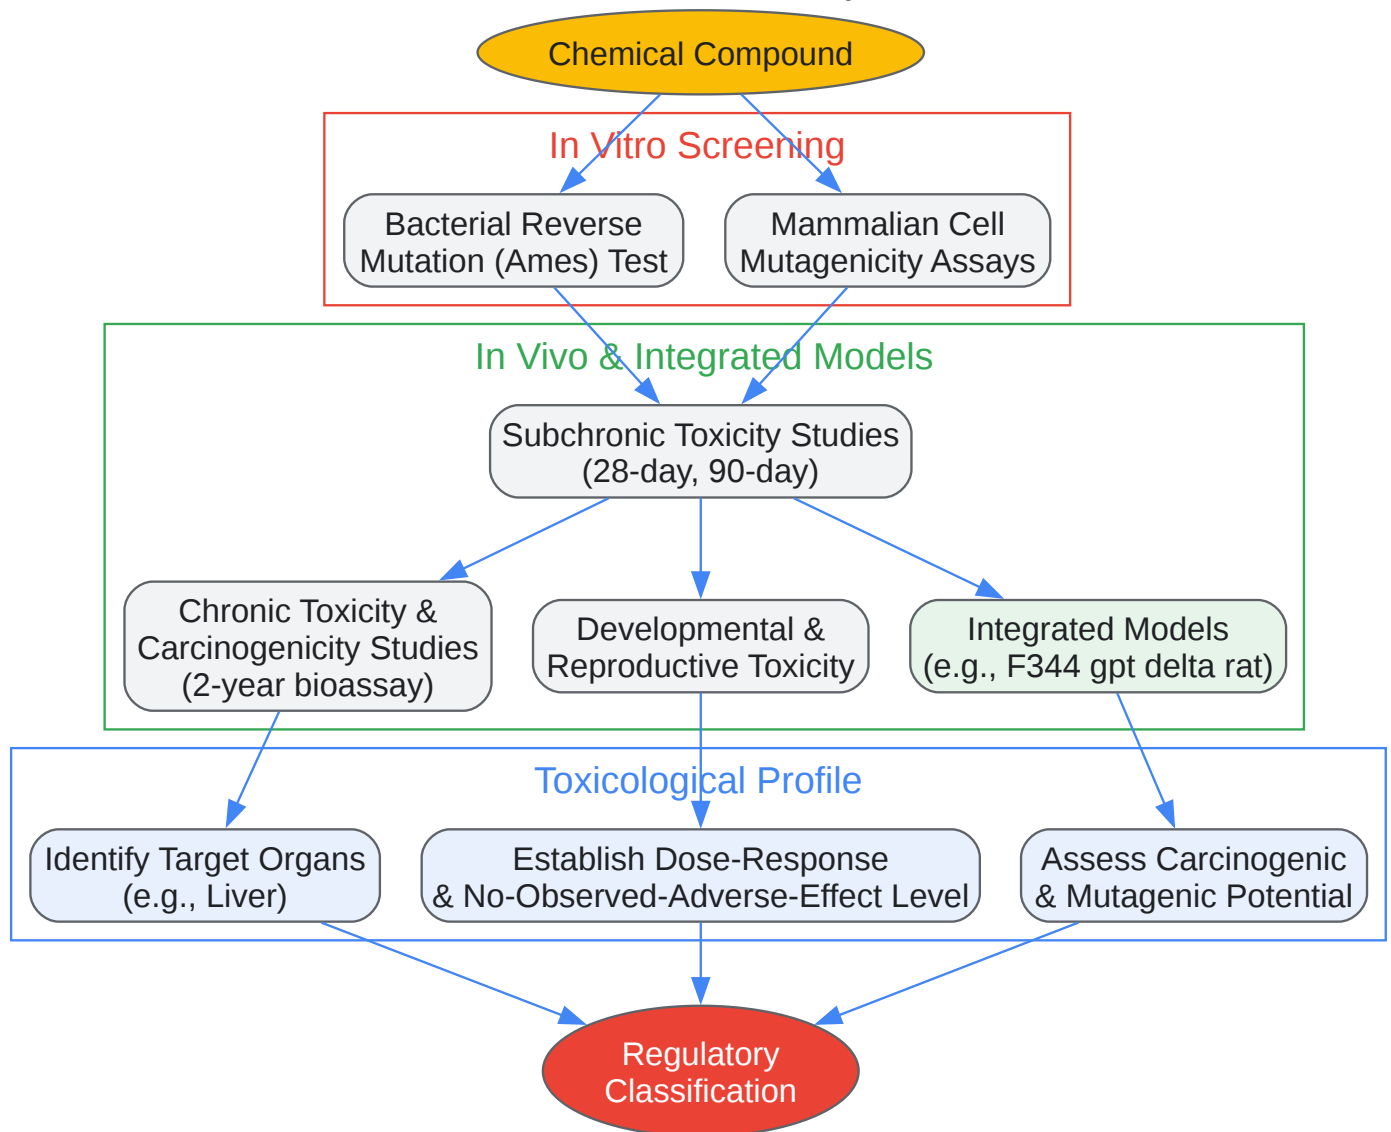 Chemical Compound
In Vitro Screening
Bacterial Reverse
Mutation (Ames) Test
Mammalian Cell
Mutagenicity Assays
In Vivo & Integrated Models
Subchronic Toxicity Studies
(28-day, 90-day)
Chronic Toxicity &
Carcinogenicity Studies
(2-year bioassay)
Developmental &
Reproductive Toxicity
Integrated Models
(e.g., F344 gpt delta rat)
Toxicological Profile
Identify Target Organs
(e.g., Liver)
Establish Dose-Response
& No-Observed-Adverse-Effect Level
Assess Carcinogenic
& Mutagenic Potential
Regulatory
Classification